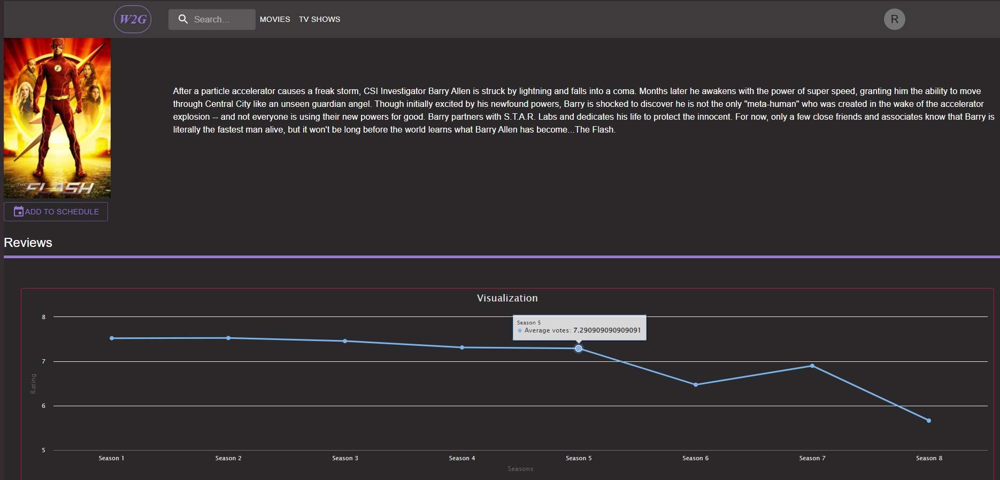 W2G
Search...
MOVIES
TV SHOWS
R
After a particle accelerator causes a freak storm, CSI Investigator Barry Allen is struck by lightning and falls into a coma. Months later he awakens with the power of super speed, granting him the ability to move
through Central City like an unseen guardian angel. Though initially excited by his newfound powers, Barry is shocked to discover he is not the only "meta-human" who was created in the wake of the accelerator
explosion -- and not everyone is using their new powers for good. Barry partners with S.T.A.R. Labs and dedicates his life to protect the innocent. For now, only a few close friends and associates know that Barry is
literally the fastest man alive, but it won't be long before the world learns what Barry Allen has become...The Flash.
THE
FLASH
ADD TO SCHEDULE
Reviews
Visualization
8
7
6
5
Rating
Season 5
Average votes: 7.290909090909091
Season 1
Season 2
Season 3
Season 4
Season 5
Season 6
Season 7
Season 8
Seasons